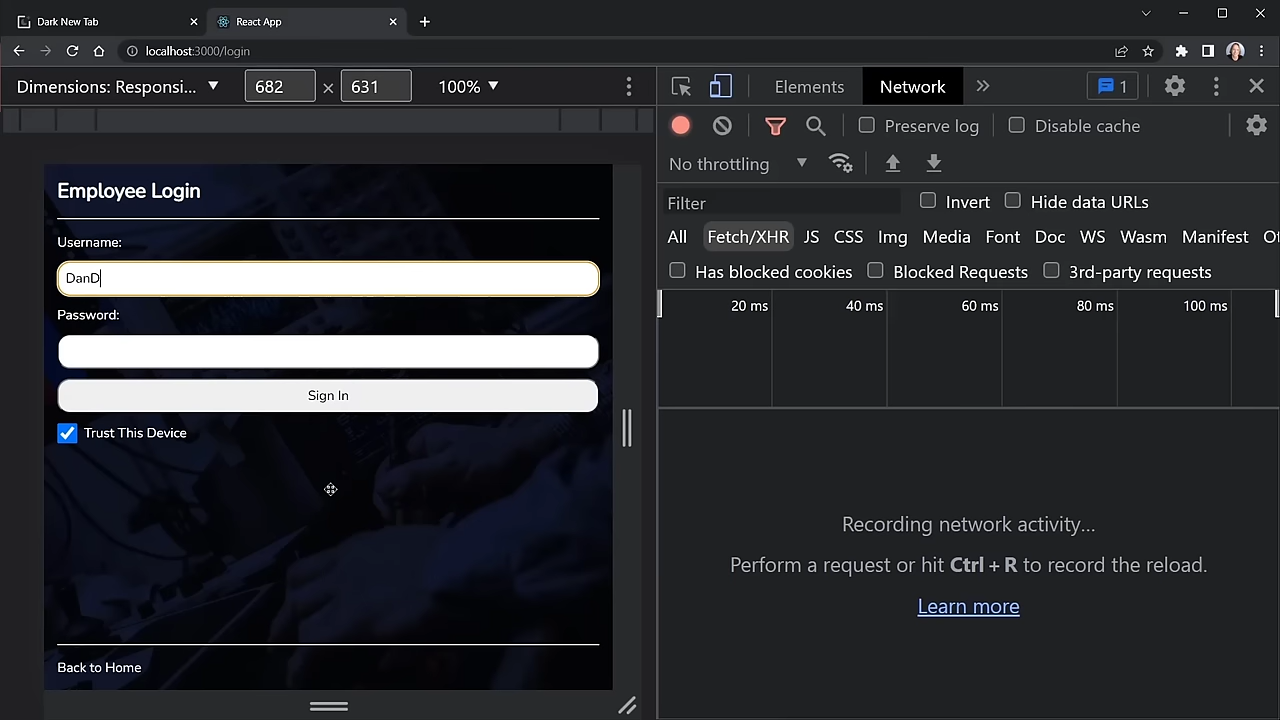 Dark New Tab
React App
localhost:3000/login
Dimensions: Responsi... 682 × 631 100%
Elements Network 1
Preserve log Disable cache
No throttling
Filter Invert Hide data URLs
All Fetch/XHR JS CSS Img Media Font Doc WS Wasm Manifest
Has blocked cookies Blocked Requests 3rd-party requests
20 ms 40 ms 60 ms 80 ms 100 ms
Recording network activity...
Perform a request or hit Ctrl + R to record the reload.
Learn more
Employee Login
Username:
DanD
Password:
Sign In
Trust This Device
Back to Home